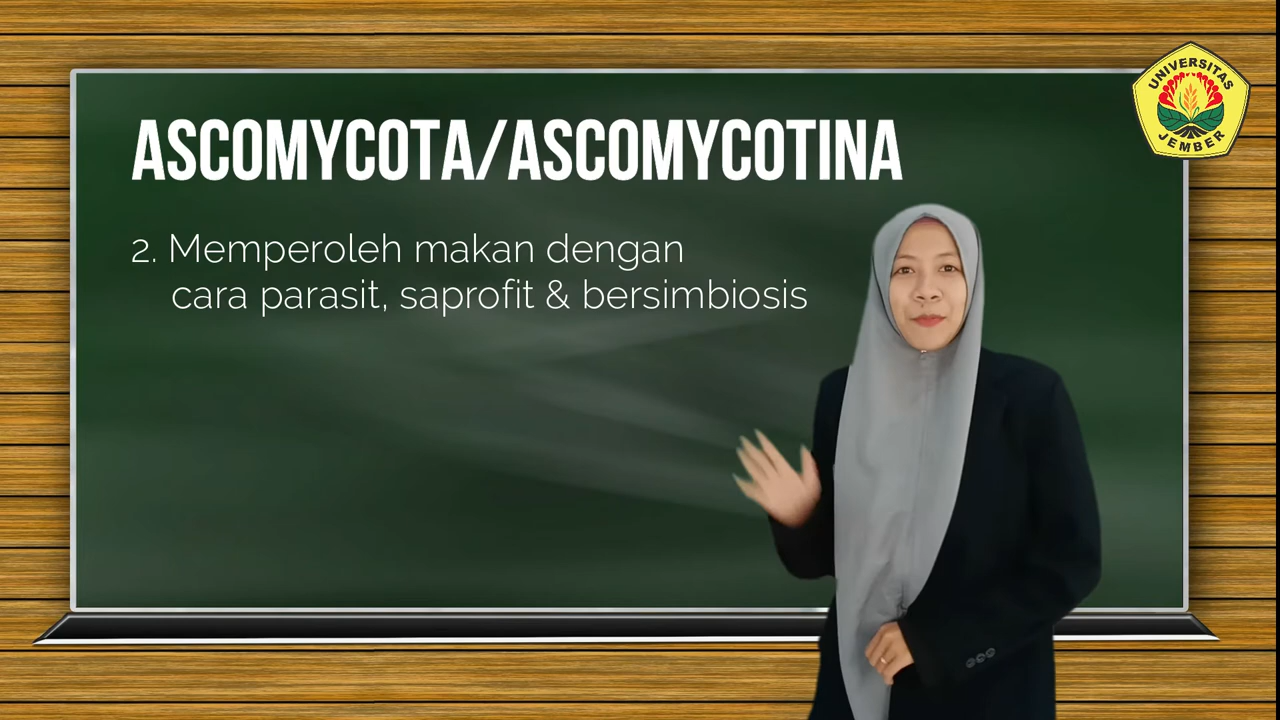 ASCOMYCOTA/ASCOMYCOTINA
2. Memperoleh makan dengan
cara parasit, saprofit & bersimbiosis
UNIVERSITAS
JEMBER